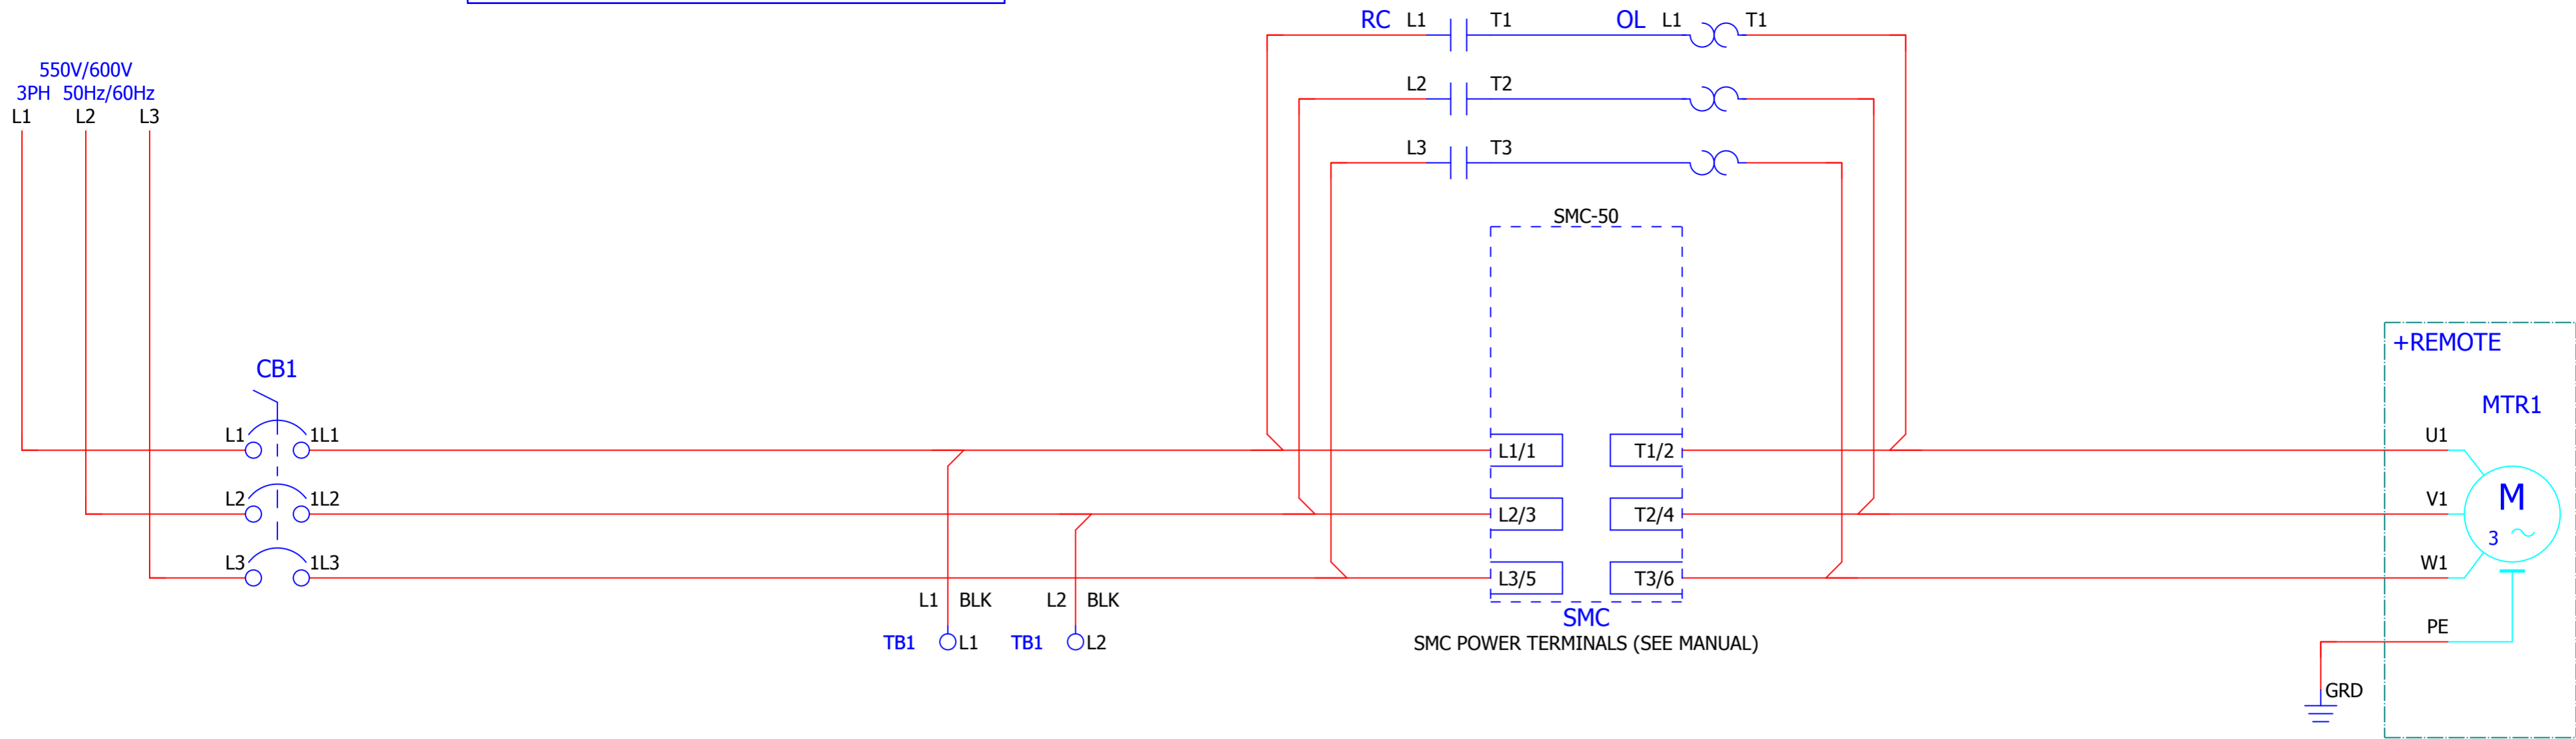 RC L1 T1 OL L1 T1
550V/600V
3PH 50Hz/60Hz
L1 L2 L3
L2 T2
L3 T3
SMC-50
+REMOTE
CB1
MTR1
L1 1L1 L1/1 T1/2 U1
L2 1L2 L2/3 T2/4 V1
M
3 ~
L3 1L3 L3/5 T3/6 W1
L1 BLK L2 BLK
SMC
TB1 L1 TB1 L2
SMC POWER TERMINALS (SEE MANUAL)
PE
GRD